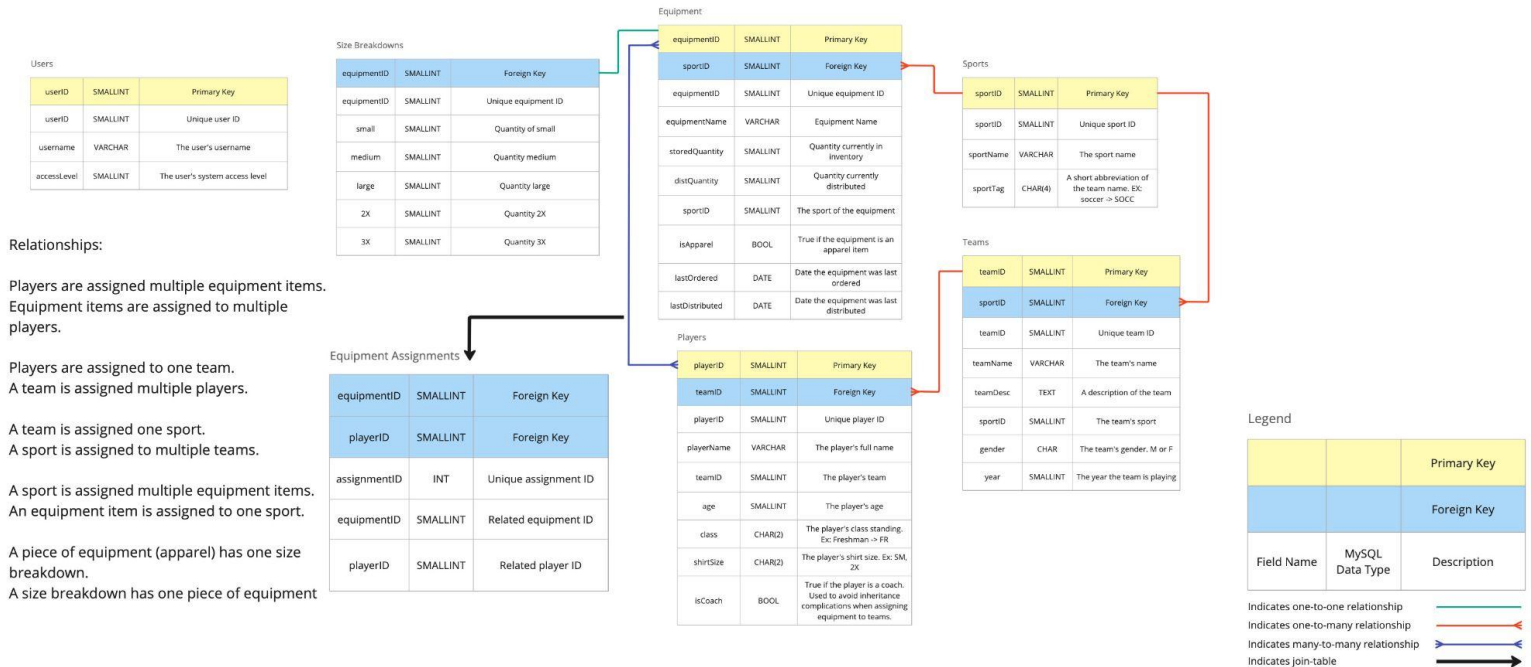 Users
userID SMALLINT Primary Key
userID SMALLINT Unique user ID
username VARCHAR The user's username
accessLevel SMALLINT The user's system access level
Size Breakdowns
equipmentID SMALLINT Foreign Key
equipmentID SMALLINT Unique equipment ID
small SMALLINT Quantity of small
medium SMALLINT Quantity medium
large SMALLINT Quantity large
2X SMALLINT Quantity 2X
3X SMALLINT Quantity 3X
Equipment
equipmentID SMALLINT Primary Key
sportID SMALLINT Foreign Key
equipmentID SMALLINT Unique equipment ID
equipmentName VARCHAR Equipment Name
storedQuantity SMALLINT Quantity currently in
inventory
distQuantity SMALLINT Quantity currently
distributed
sportID SMALLINT The sport of the equipment
isApparel BOOL True if the equipment is an
apparel item
lastOrdered DATE Date the equipment was last
ordered
lastDistributed DATE Date the equipment was last
distributed
Sports
sportID SMALLINT Primary Key
sportID SMALLINT Unique sport ID
sportName VARCHAR The sport name
sportTag CHAR(4) A short abbreviation of
the team name. EX:
soccer -> SOCC
Relationships:
Players are assigned multiple equipment items.
Equipment items are assigned to multiple
players.
Players are assigned to one team.
A team is assigned multiple players.
A team is assigned one sport.
A sport is assigned to multiple teams.
A sport is assigned multiple equipment items.
An equipment item is assigned to one sport.
A piece of equipment (apparel) has one size
breakdown.
A size breakdown has one piece of equipment
Equipment Assignments
equipmentID SMALLINT Foreign Key
playerID SMALLINT Foreign Key
assignmentID INT Unique assignment ID
equipmentID SMALLINT Related equipment ID
playerID SMALLINT Related player ID
Players
playerID SMALLINT Primary Key
teamID SMALLINT Foreign Key
playerID SMALLINT Unique player ID
playerName VARCHAR The player's full name
teamID SMALLINT The player's team
age SMALLINT The player's age
class CHAR(2) The player's class standing.
Ex: Freshman -> FR
shirtSize CHAR(2) The player's shirt size. Ex: SM,
2X
isCoach BOOL True if the player is a coach.
Used to avoid inheritance
complications when assigning
equipment to teams.
Teams
teamID SMALLINT Primary Key
sportID SMALLINT Foreign Key
teamID SMALLINT Unique team ID
teamName VARCHAR The team's name
teamDesc TEXT A description of the team
sportID SMALLINT The team's sport
gender CHAR The team's gender. M or F
year SMALLINT The year the team is playing
Legend
Primary Key
Foreign Key
Field Name MySQL
Data Type Description
Indicates one-to-one relationship
Indicates one-to-many relationship
Indicates many-to-many relationship
Indicates join-table